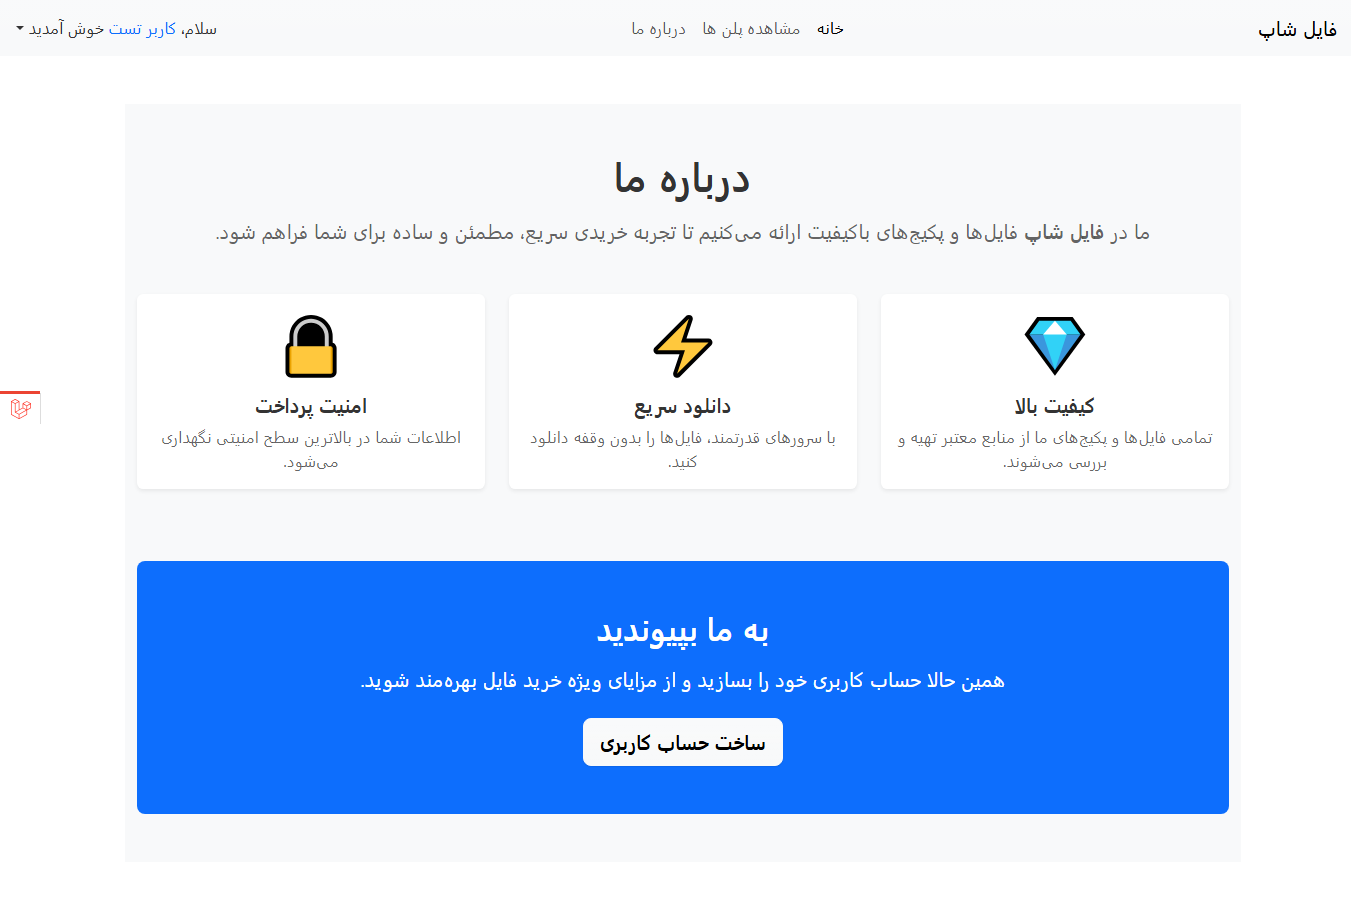 فایل شاپ
خانه
مشاهده پلن ها
درباره ما
سلام، کاربر تست خوش آمدید
درباره ما
ما در فایل شاپ فایل‌ها و پکیج‌های باکیفیت ارائه می‌کنیم تا تجربه خریدی سریع، مطمئن و ساده برای شما فراهم شود.
کیفیت بالا
تمامی فایل‌ها و پکیج‌های ما از منابع معتبر تهیه و
بررسی می‌شوند.
دانلود سریع
با سرورهای قدرتمند، فایل‌ها را بدون وقفه دانلود
کنید.
امنیت پرداخت
اطلاعات شما در بالاترین سطح امنیتی نگهداری
می‌شود.
به ما بپیوندید
همین حالا حساب کاربری خود را بسازید و از مزایای ویژه خرید فایل بهره‌مند شوید.
ساخت حساب کاربری